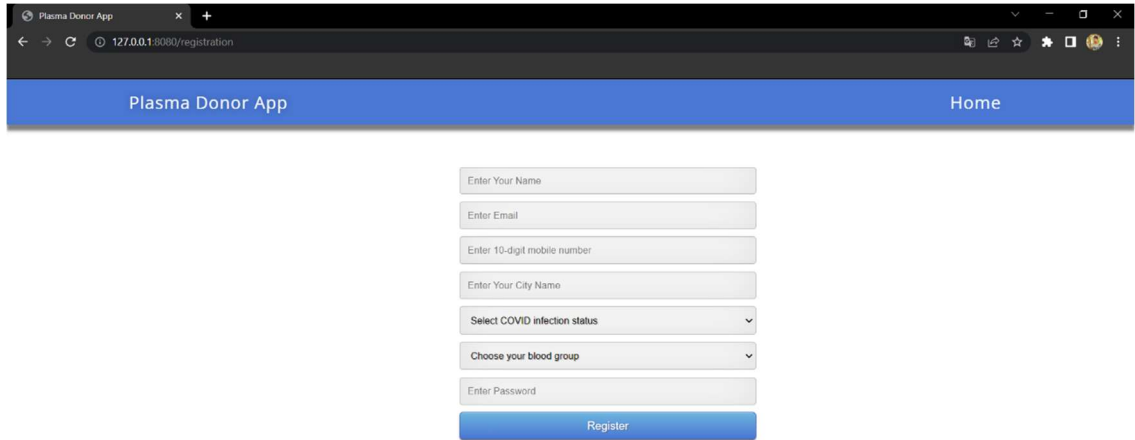 Plasma Donor App
127.0.0.1:8080/registration
Plasma Donor App Home
Enter Your Name
Enter Email
Enter 10-digit mobile number
Enter Your City Name
Select COVID infection status
Choose your blood group
Enter Password
Register